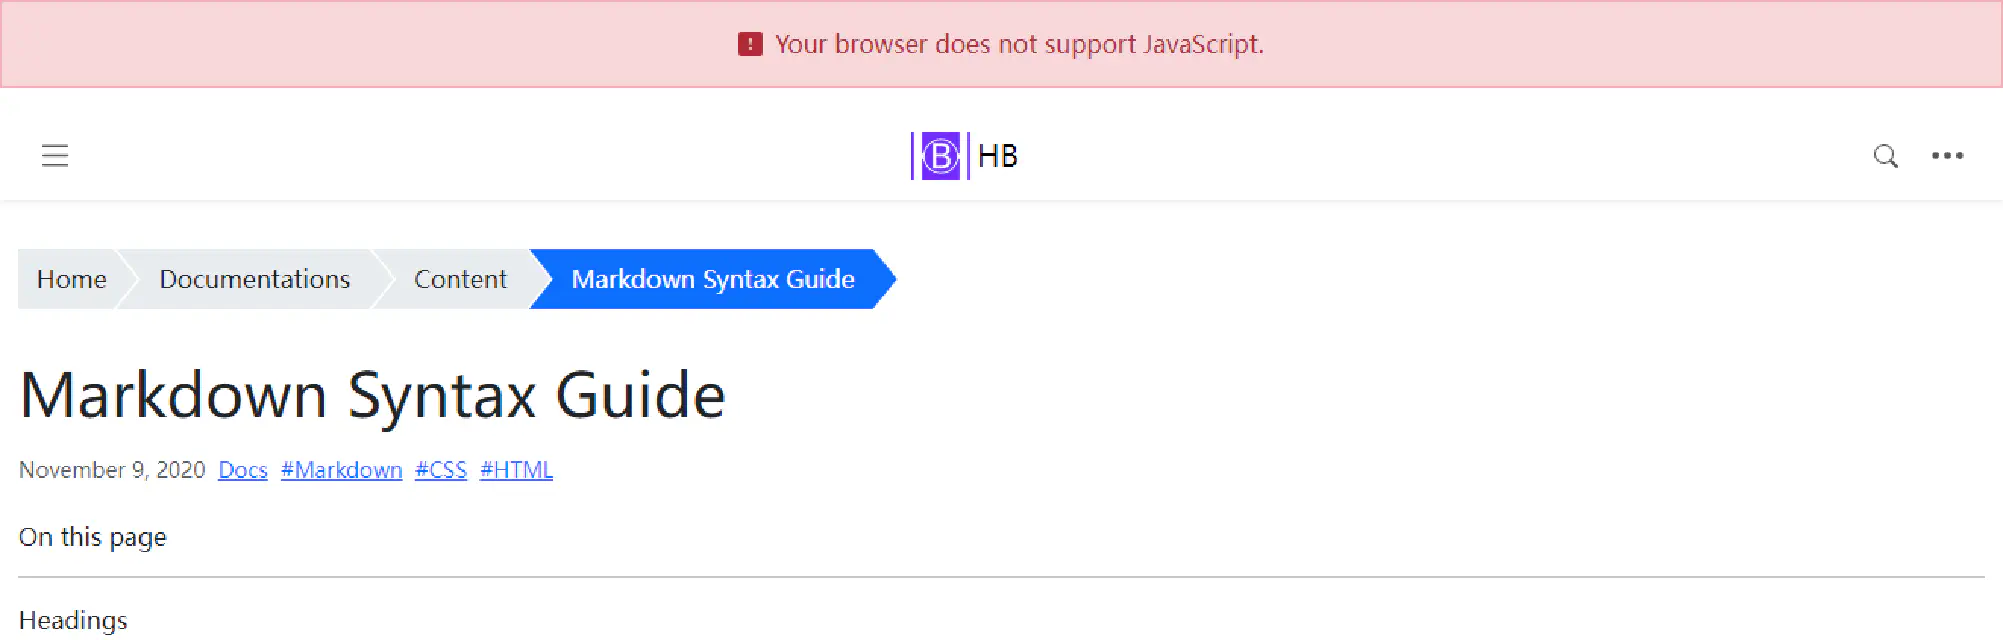 Your browser does not support JavaScript.
B HB
Home Documentations Content Markdown Syntax Guide
Markdown Syntax Guide
November 9, 2020 Docs #Markdown #CSS #HTML
On this page
Headings